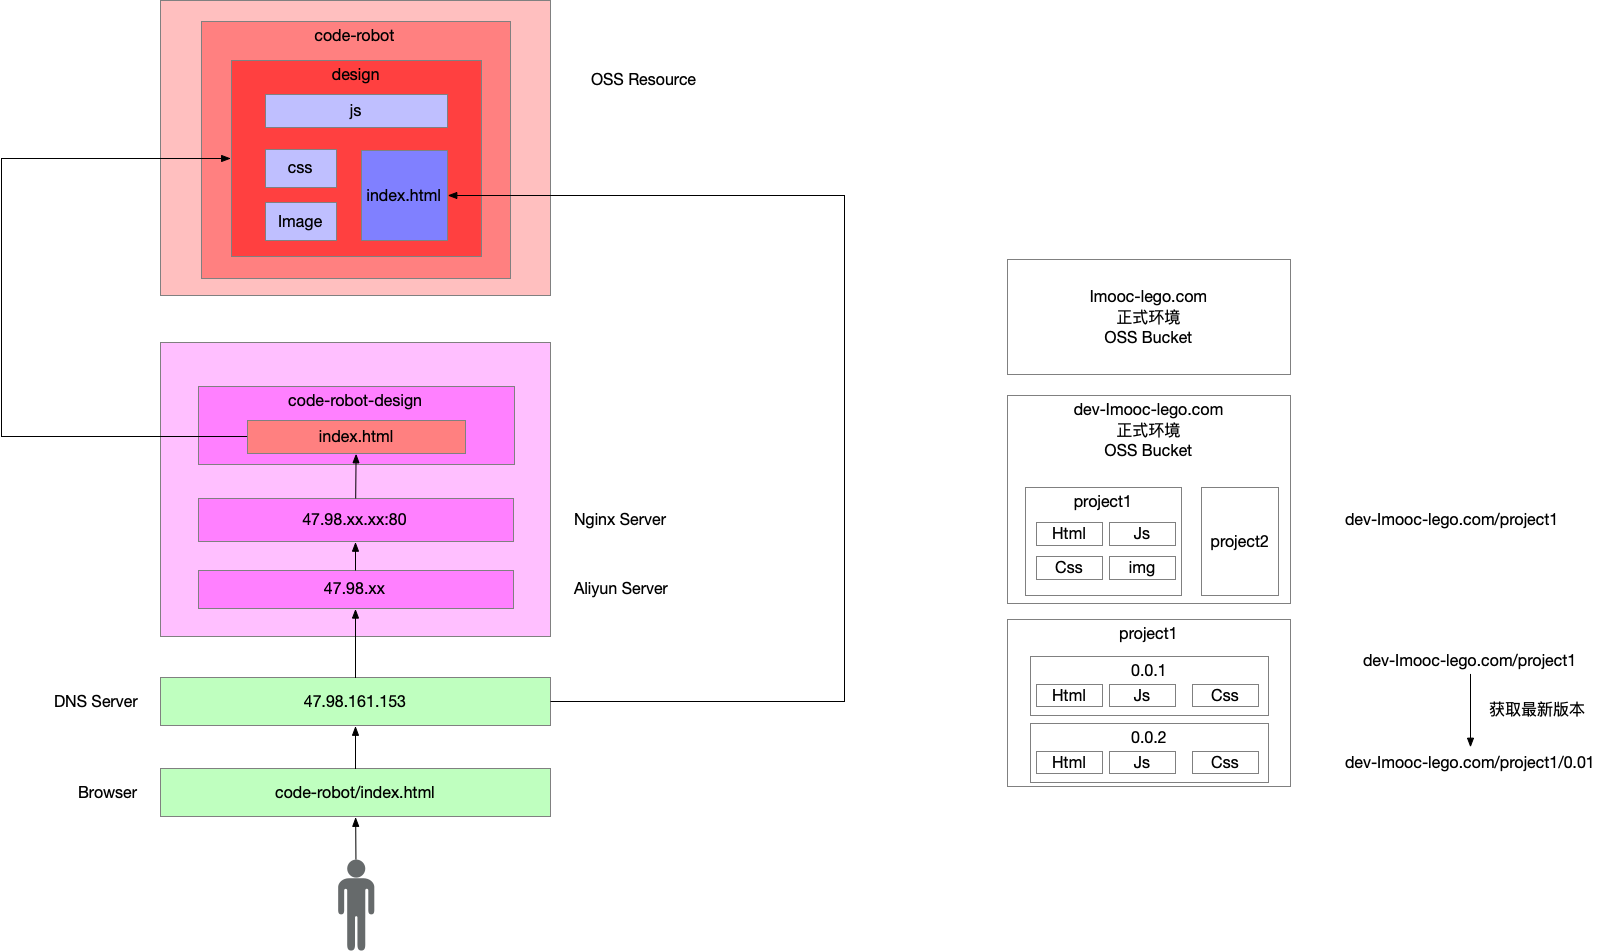 code-robot
design
js
css
index.html
Image
OSS Resource
code-robot-design
index.html
47.98.xx.xx:80
Nginx Server
47.98.xx
Aliyun Server
DNS Server
47.98.161.153
Browser
code-robot/index.html
Imooc-lego.com
正式环境
OSS Bucket
dev-Imooc-lego.com
正式环境
OSS Bucket
project1
Html
Js
Css
img
project2
dev-Imooc-lego.com/project1
project1
0.0.1
Html
Js
Css
0.0.2
Html
Js
Css
dev-Imooc-lego.com/project1
获取最新版本
dev-Imooc-lego.com/project1/0.01